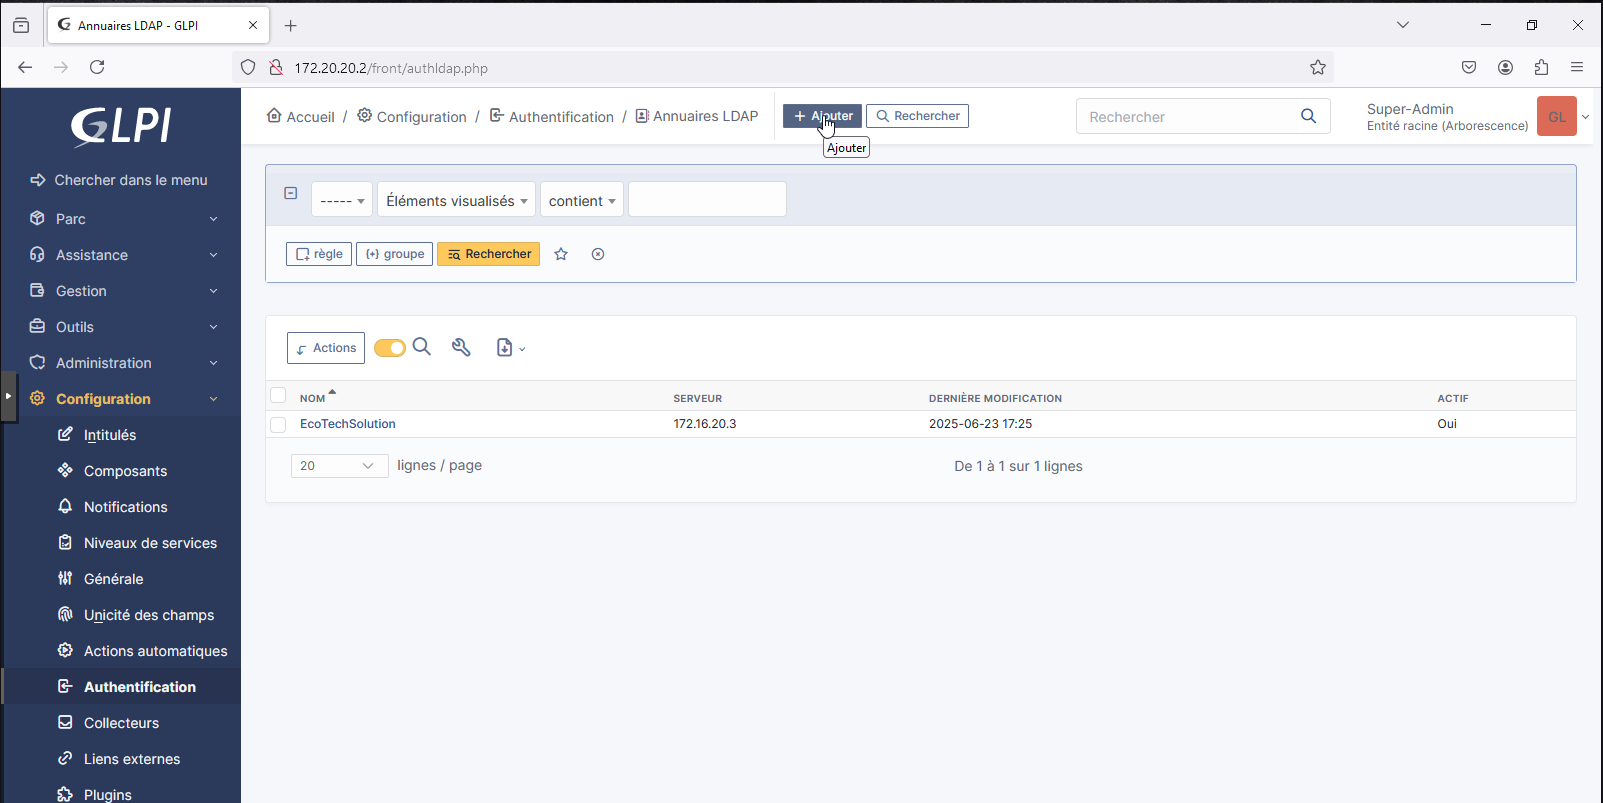 Annuaires LDAP - GLPI
172.20.20.2/front/authldap.php
GLPI
Accueil / Configuration / Authentification / Annuaires LDAP
Ajouter
Rechercher
Rechercher
Super-Admin
Entité racine (Arborescence)
GL
Ajouter
Chercher dans le menu
Parc
Assistance
Gestion
Outils
Administration
Configuration
Intitulés
Composants
Notifications
Niveaux de services
Générale
Unicité des champs
Actions automatiques
Authentification
Collecteurs
Liens externes
Plugins
----- Éléments visualisés contient
règle (+) groupe Rechercher
Actions
NOM SERVEUR DERNIÈRE MODIFICATION ACTIF
EcoTechSolution 172.16.20.3 2025-06-23 17:25 Oui
20 lignes / page De 1 à 1 sur 1 lignes